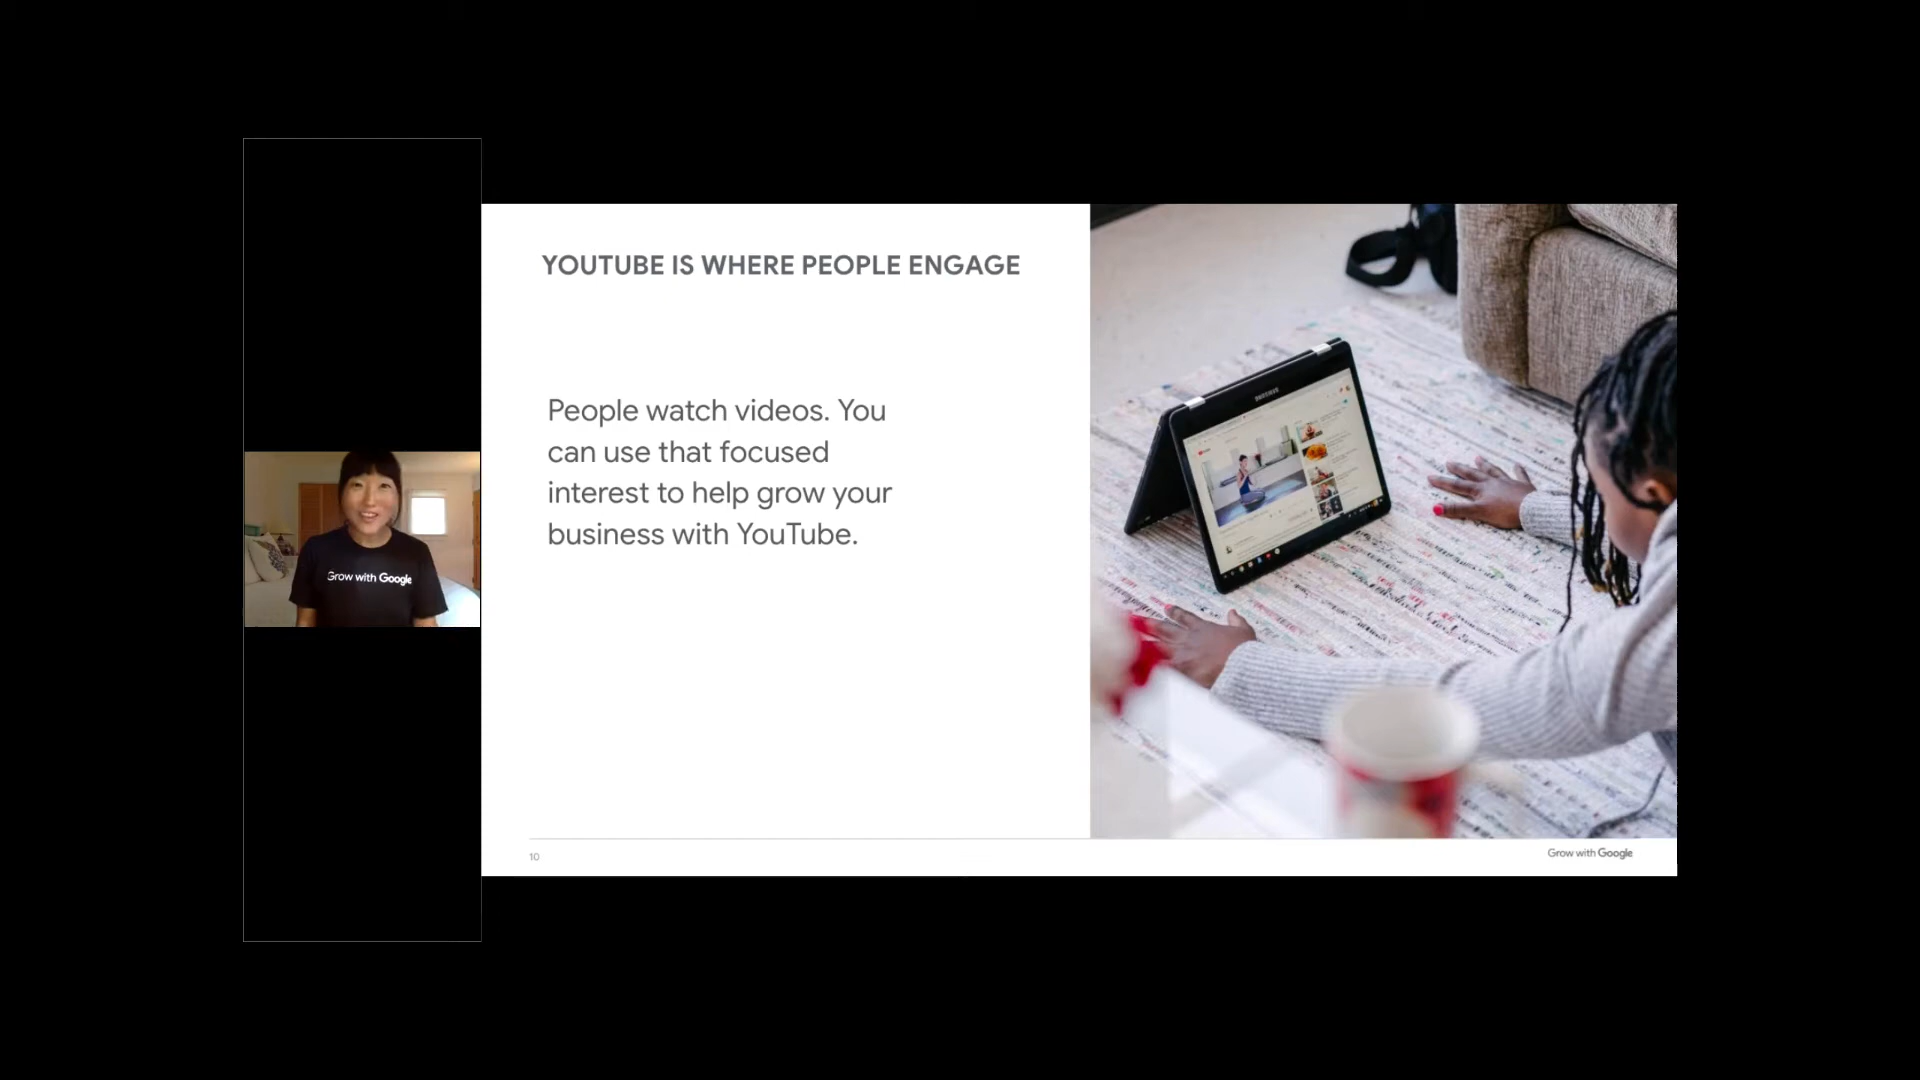 YOUTUBE IS WHERE PEOPLE ENGAGE
People watch videos. You
can use that focused
interest to help grow your
business with YouTube.
Grow with Google
SAMSUNG
10
Grow with Google